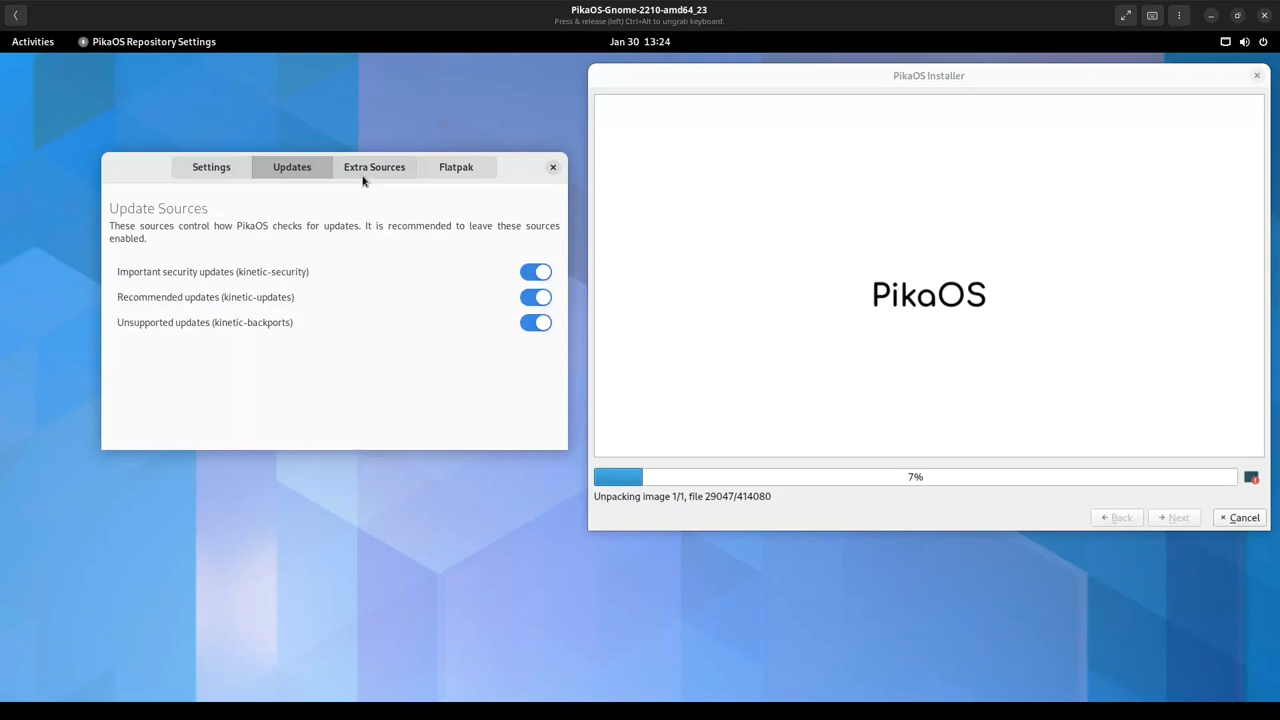 PikaOS-Gnome-2210-amd64_23
Press & release (left) Ctrl+Alt to ungrab keyboard.
Activities
PikaOS Repository Settings
Jan 30 13:24
PikaOS Installer
Settings
Updates
Extra Sources
Flatpak
Update Sources
These sources control how PikaOS checks for updates. It is recommended to leave these sources
enabled.
Important security updates (kinetic-security)
Recommended updates (kinetic-updates)
Unsupported updates (kinetic-backports)
PikaOS
7%
Unpacking image 1/1, file 29047/414080
Back
Next
Cancel